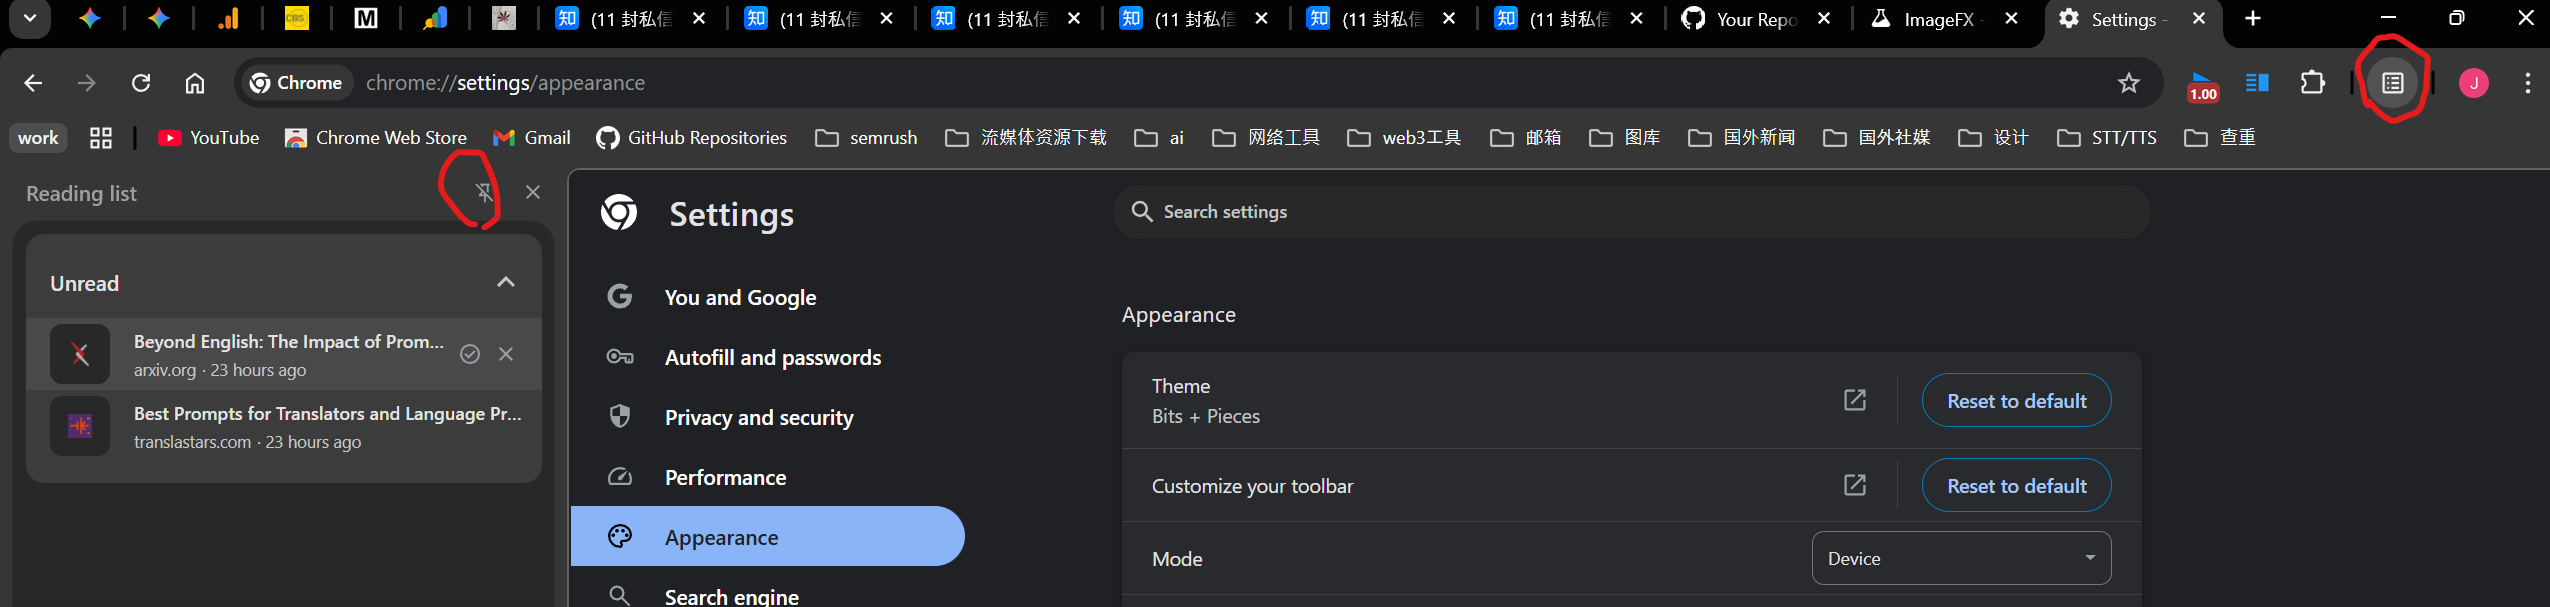 (11 封私信
(11 封私信
(11 封私信
(11 封私信
(11 封私信
(11 封私信
Your Repo
ImageFX -
Settings -
Chrome
chrome://settings/appearance
1.00
J
work
YouTube
Chrome Web Store
Gmail
GitHub Repositories
semrush
流媒体资源下载
ai
网络工具
web3工具
邮箱
图库
国外新闻
国外社媒
设计
STT/TTS
查重
Reading list
Unread
Beyond English: The Impact of Prom...
arxiv.org · 23 hours ago
Best Prompts for Translators and Language Pr...
translastars.com · 23 hours ago
Settings
Search settings
You and Google
Autofill and passwords
Privacy and security
Performance
Appearance
Search engine
Appearance
Theme
Bits + Pieces
Reset to default
Customize your toolbar
Reset to default
Mode
Device